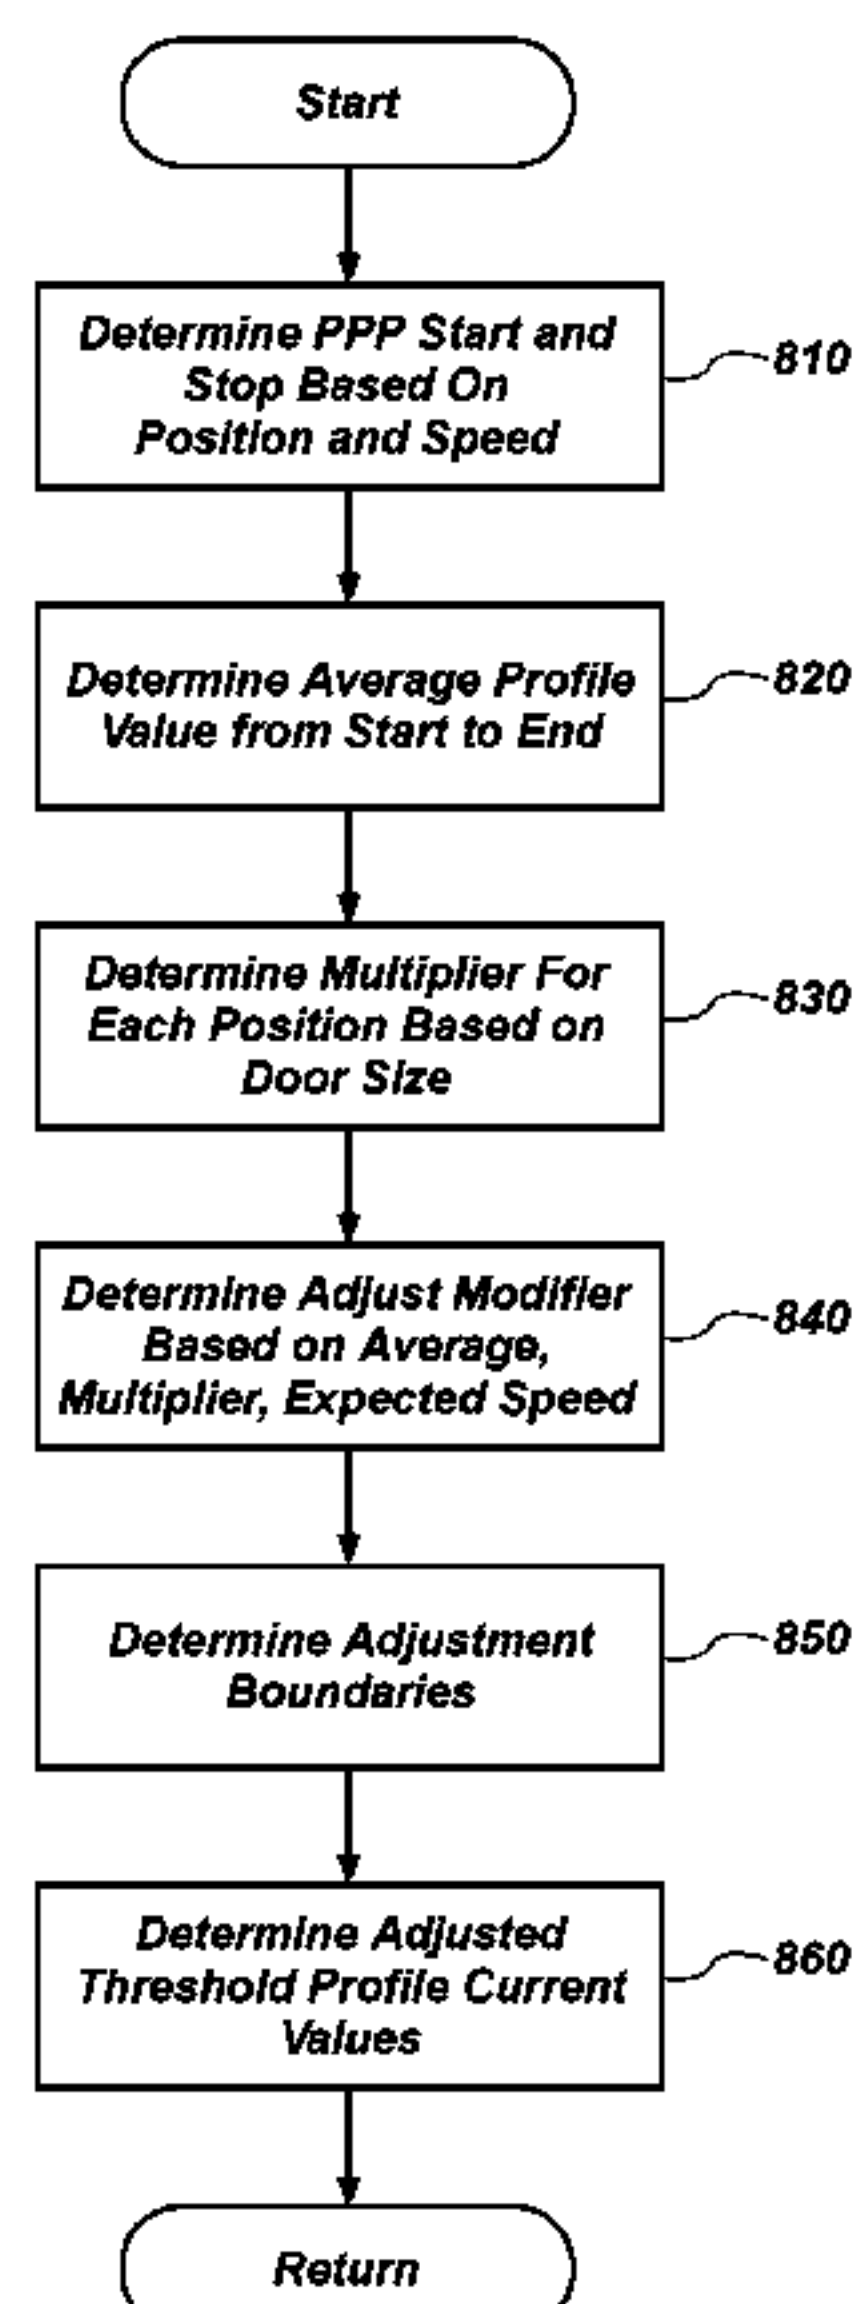 Start
Determine PPP Start and
Stop Based On
Position and Speed
810
Determine Average Profile
Value from Start to End
820
Determine Multiplier For
Each Position Based on
Door Size
830
Determine Adjust Modifier
Based on Average,
Multiplier, Expected Speed
840
Determine Adjustment
Boundaries
850
Determine Adjusted
Threshold Profile Current
Values
860
Return